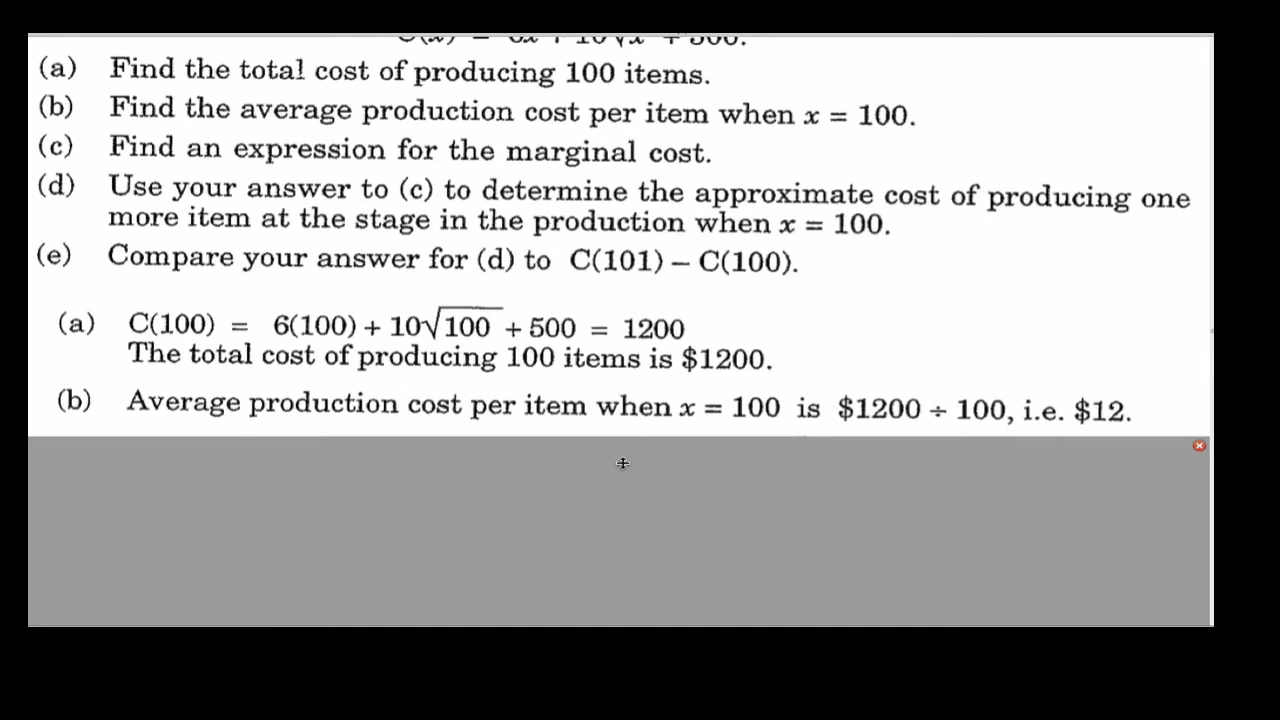 (a) Find the total cost of producing 100 items.
(b) Find the average production cost per item when x = 100.
(c) Find an expression for the marginal cost.
(d) Use your answer to (c) to determine the approximate cost of producing one
more item at the stage in the production when x = 100.
(e) Compare your answer for (d) to C(101) – C(100).
(a) C(100) = 6(100) + 10√100 + 500 = 1200
The total cost of producing 100 items is $1200.
(b) Average production cost per item when x = 100 is $1200 ÷ 100, i.e. $12.